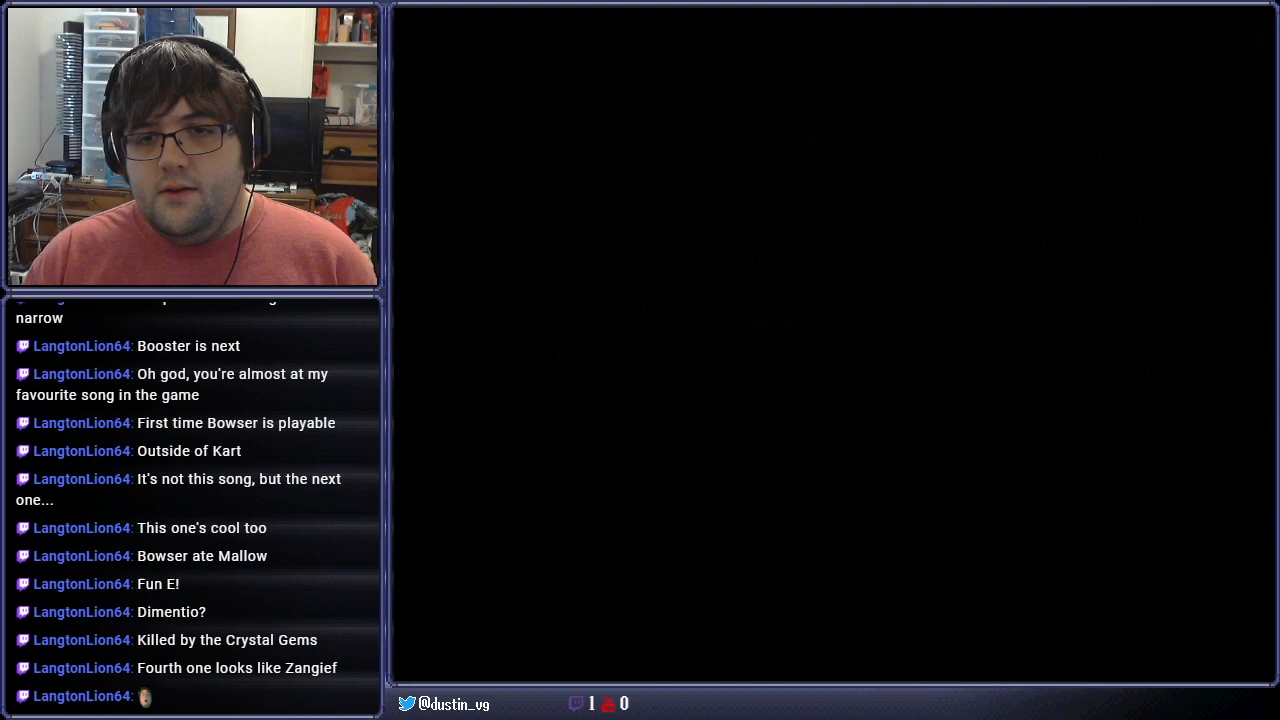 narrow
LangtonLion64: Booster is next
LangtonLion64: Oh god, you're almost at my
favourite song in the game
LangtonLion64: First time Bowser is playable
LangtonLion64: Outside of Kart
LangtonLion64: It's not this song, but the next
one...
LangtonLion64: This one's cool too
LangtonLion64: Bowser ate Mallow
LangtonLion64: Fun E!
LangtonLion64: Dimentio?
LangtonLion64: Killed by the Crystal Gems
LangtonLion64: Fourth one looks like Zangief
LangtonLion64:
@dustin_vg 1 0